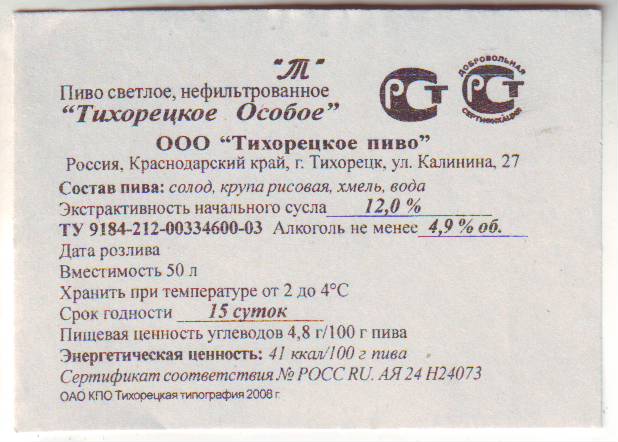 "Т"
Пиво светлое, нефильтрованное
"Тихорецкое Особое"
РСТ
ДОБРОВОЛЬНАЯ
РСТ
СЕРТИФИКАЦИЯ
ООО "Тихорецкое пиво"
Россия, Краснодарский край, г. Тихорецк, ул. Калинина, 27
Состав пива: солод, крупа рисовая, хмель, вода
Экстрактивность начального сусла 12,0 %
ТУ 9184-212-00334600-03 Алкоголь не менее 4,9 % об.
Дата розлива
Вместимость 50 л
Хранить при температуре от 2 до 4°С
Срок годности 15 суток
Пищевая ценность углеводов 4,8 г/100 г пива
Энергетическая ценность: 41 ккал/100 г пива
Сертификат соответствия № РОСС RU. АЯ 24 Н24073
ОАО КПО Тихорецкая типография 2008 г.